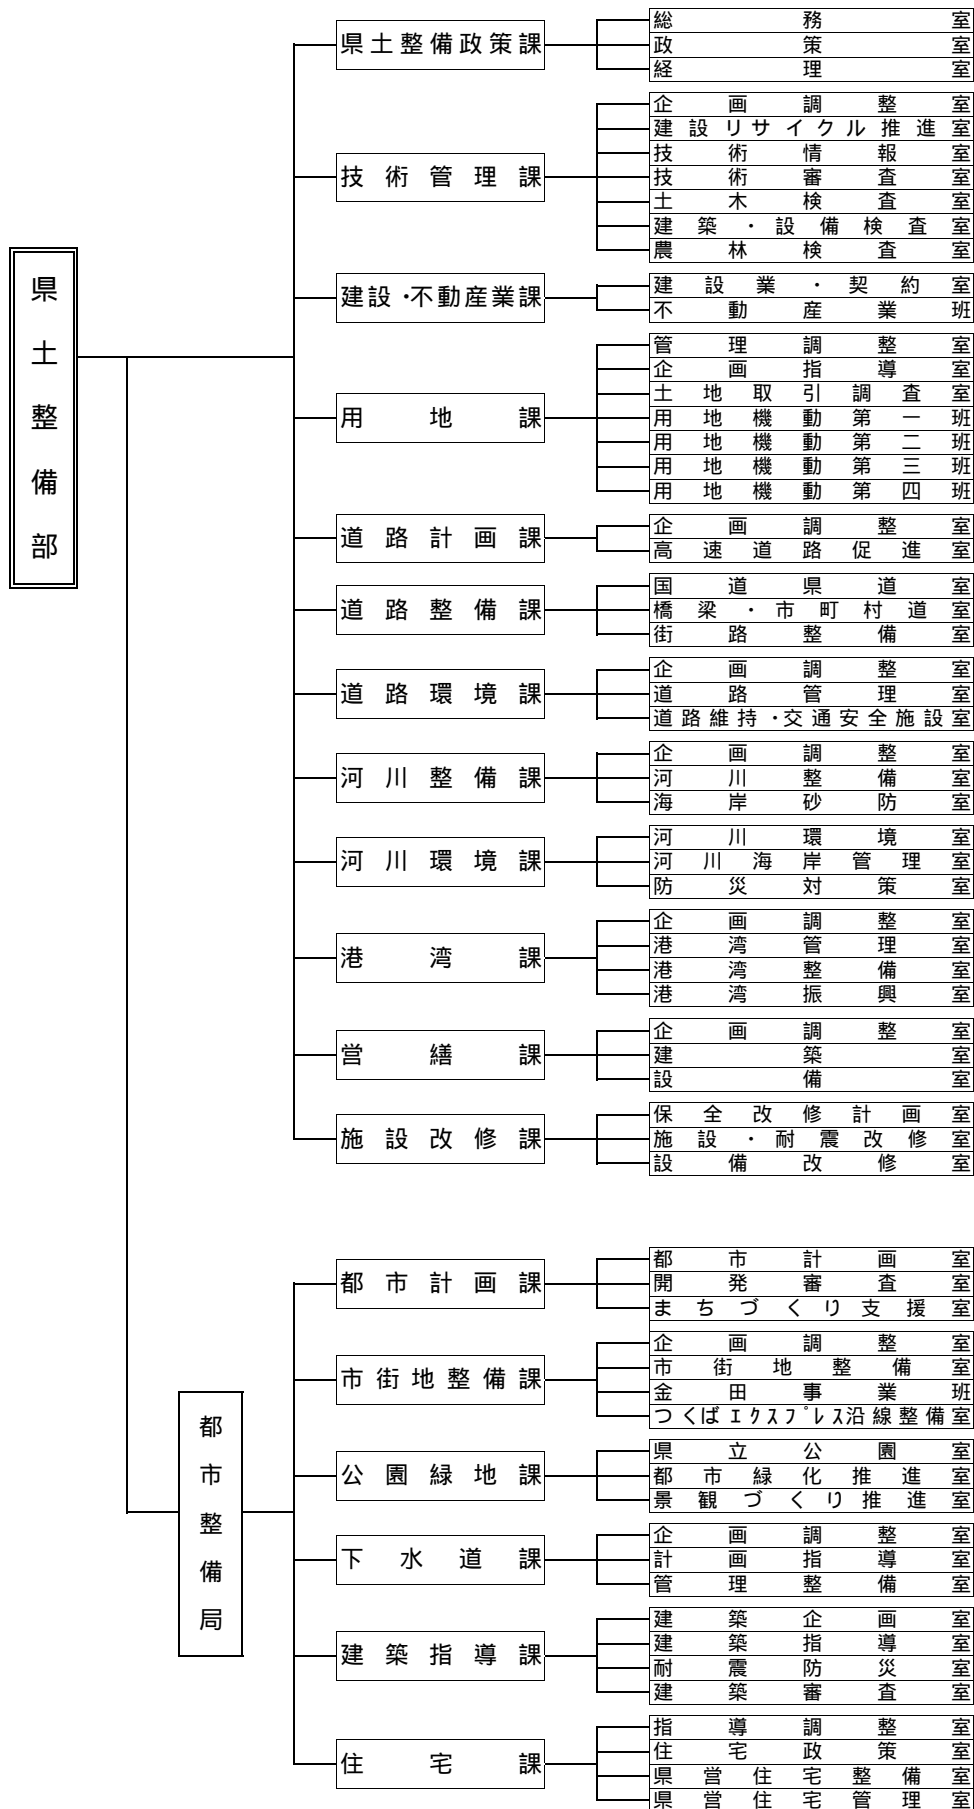 県土整備部
県土整備政策課
総務室
政策室
経理室
技術管理課
企画調整室
建設リサイクル推進室
技術情報室
技術審査室
土木検査室
建築・設備検査室
農林検査室
建設・不動産業課
建設業・契約室
不動産業班
用地課
管理調整室
企画指導室
土地取引調査室
用地機動第一班
用地機動第二班
用地機動第三班
用地機動第四班
道路計画課
企画調整室
高速道路促進室
道路整備課
国道県道室
橋梁・市町村道室
街路整備室
道路環境課
企画調整室
道路管理室
道路維持・交通安全施設室
河川整備課
企画調整室
河川整備室
海岸砂防室
河川環境課
河川環境室
河川海岸管理室
防災対策室
港湾課
企画調整室
港湾管理室
港湾整備室
港湾振興室
営繕課
企画調整室
建築室
設備室
施設改修課
保全改修計画室
施設・耐震改修室
設備改修室
都市整備局
都市計画課
都市計画室
開発審査室
まちづくり支援室
市街地整備課
企画調整室
市街地整備室
金田事業班
つくばｴｸｽﾌﾟﾚｽ沿線整備室
公園緑地課
県立公園室
都市緑化推進室
景観づくり推進室
下水道課
企画調整室
計画指導室
管理整備室
建築指導課
建築企画室
建築指導室
耐震防災室
建築審査室
住宅課
指導調整室
住宅政策室
県営住宅整備室
県営住宅管理室